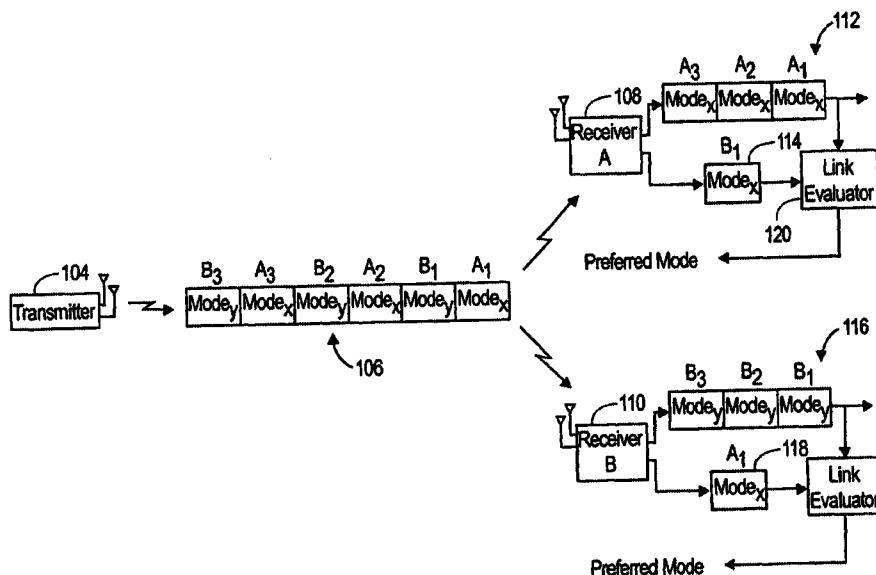 112
A3 A2 A1
108
Modex Modex Modex
Receiver
A
B1 114
Modex
Link
Evaluator
120
Preferred Mode
104
Transmitter
B3 A3 B2 A2 B1 A1
Modey Modex Modey Modex Modey Modex
106
116
B3 B2 B1
110
Modey Modey Modey
Receiver
B
A1 118
Modex
Link
Evaluator
Preferred Mode